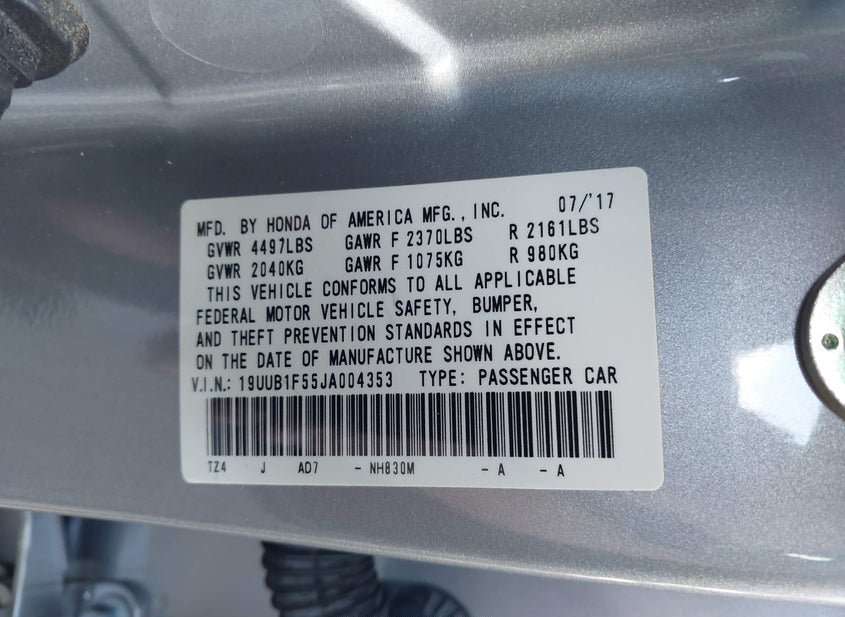 MFD. BY HONDA OF AMERICA MFG., INC. 07/'17
GVWR 4497LBS GAWR F 2370LBS R 2161LBS
GVWR 2040KG GAWR F 1075KG R 980KG
THIS VEHICLE CONFORMS TO ALL APPLICABLE
FEDERAL MOTOR VEHICLE SAFETY, BUMPER,
AND THEFT PREVENTION STANDARDS IN EFFECT
ON THE DATE OF MANUFACTURE SHOWN ABOVE.
V.I.N.: 19UUB1F55JA004353 TYPE: PASSENGER CAR
TZ4 J AD7 - NH830M - A - A